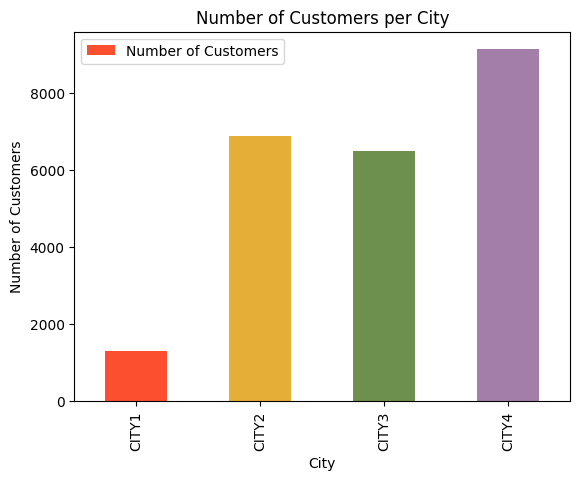 Number of Customers per City
Number of Customers
Number of Customers
8000
6000
4000
2000
0
CITY1
CITY2
CITY3
CITY4
City